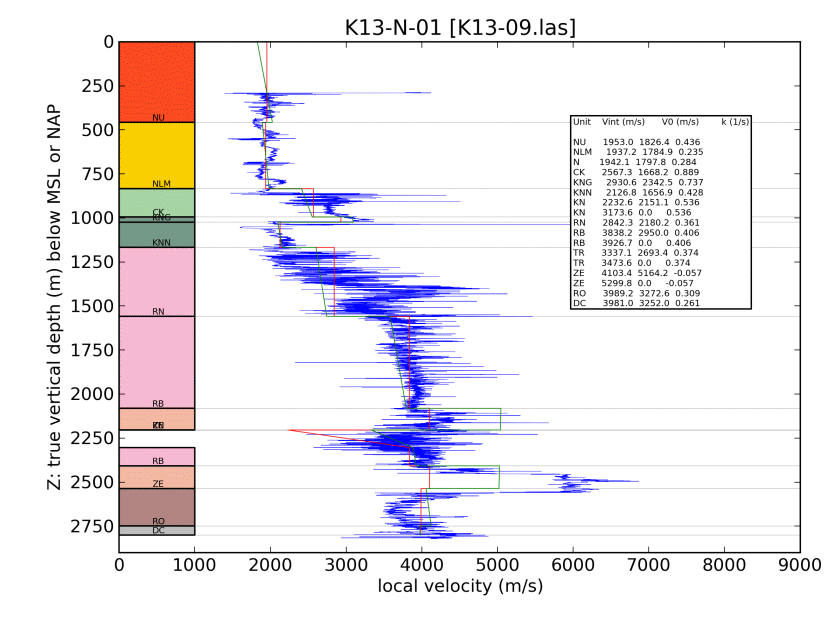 K13-N-01 [K13-09.las]
Z: true vertical depth (m) below MSL or NAP
0
250
500
750
1000
1250
1500
1750
2000
2250
2500
2750
NU
NLM
CK
KNG
KNN
RN
RB
RB
ZE
RO
DC
Unit Vint (m/s) V0 (m/s) k (1/s)
NU 1953.0 1826.4 0.436
NLM 1937.2 1784.9 0.235
N 1942.1 1797.8 0.284
CK 2567.3 1668.2 0.889
KNG 2930.6 2342.5 0.737
KNN 2126.8 1656.9 0.428
KN 2232.6 2151.1 0.536
KN 3173.6 0.0 0.536
RN 2842.3 2180.2 0.361
RB 3838.2 2950.0 0.406
RB 3926.7 0.0 0.406
TR 3337.1 2693.4 0.374
TR 3473.6 0.0 0.374
ZE 4103.4 5164.2 -0.057
ZE 5299.8 0.0 -0.057
RO 3989.2 3272.6 0.309
DC 3981.0 3252.0 0.261
0 1000 2000 3000 4000 5000 6000 7000 8000 9000
local velocity (m/s)